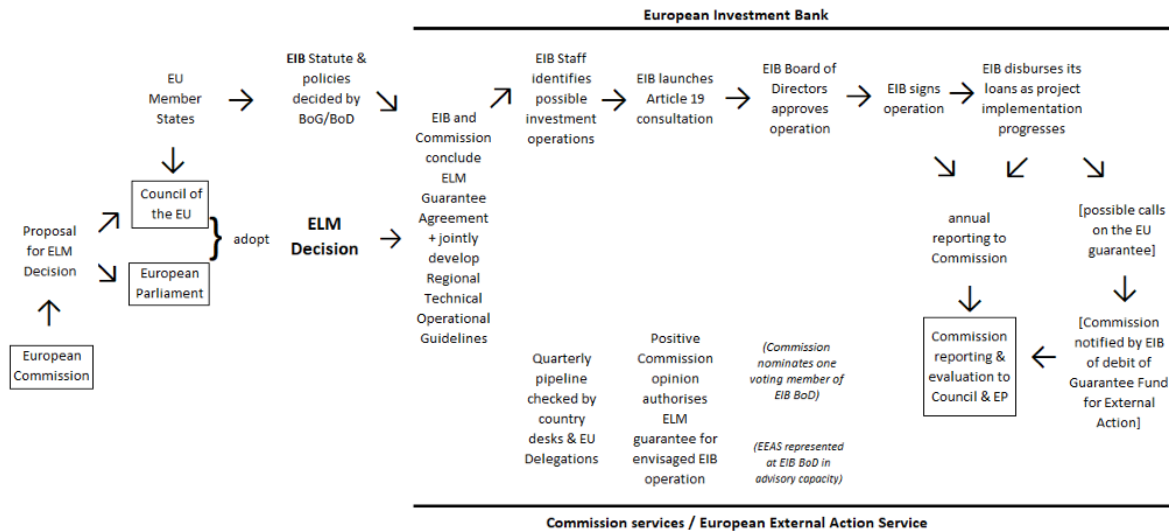 European Investment Bank
EU
Member
States
EIB Statute &
policies
decided by
BoG/BoD
EIB Staff
identifies
possible
investment
operations
EIB launches
Article 19
consultation
EIB Board of
Directors
approves
operation
EIB signs
operation
EIB disburses its
loans as project
implementation
progresses
EIB and
Commission
conclude
ELM
Guarantee
Agreement
+ jointly
develop
Regional
Technical
Operational
Guidelines
Council of
the EU
Proposal
for ELM
Decision
}
adopt
ELM
Decision
European
Parliament
European
Commission
annual
reporting to
Commission
[possible calls
on the EU
guarantee]
Quarterly
pipeline
checked by
country
desks & EU
Delegations
Positive
Commission
opinion
authorises
ELM
guarantee for
envisaged EIB
operation
(Commission
nominates one
voting member of
EIB BoD)
(EEAS represented
at EIB BoD in
advisory capacity)
Commission
reporting &
evaluation to
Council & EP
[Commission
notified by EIB
of debit of
Guarantee Fund
for External
Action]
Commission services / European External Action Service